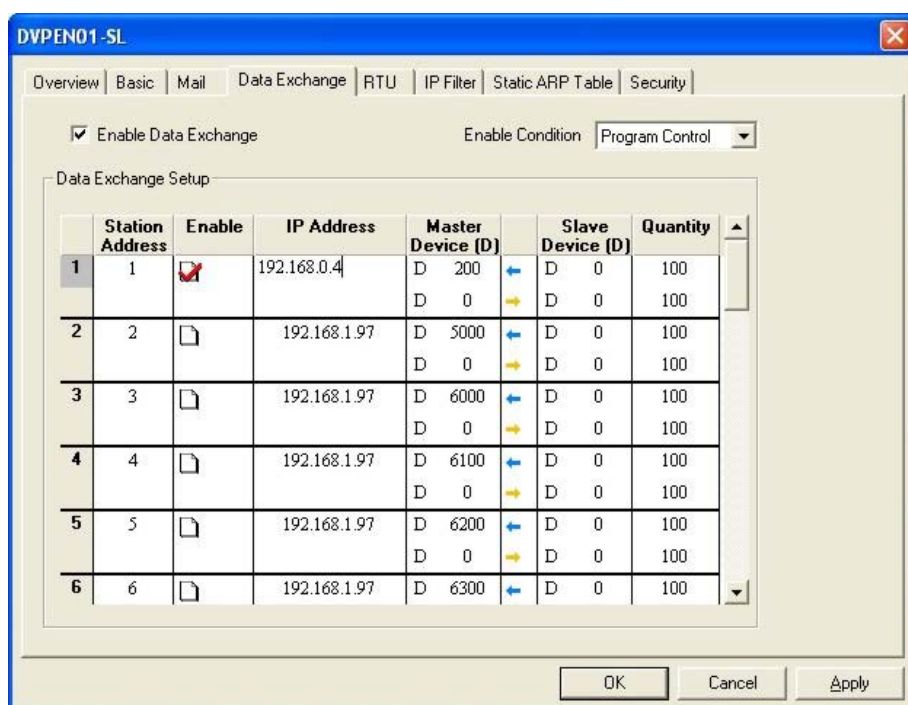 DVPEN01-SL
Overview Basic Mail Data Exchange RTU IP Filter Static ARP Table Security
Enable Data Exchange Enable Condition Program Control
Data Exchange Setup
Station Address Enable IP Address Master Device (D) Slave Device (D) Quantity
1 1 192.168.0.4 D 200 D 0 100
D 0 D 0 100
2 2 192.168.1.97 D 5000 D 0 100
D 0 D 0 100
3 3 192.168.1.97 D 6000 D 0 100
D 0 D 0 100
4 4 192.168.1.97 D 6100 D 0 100
D 0 D 0 100
5 5 192.168.1.97 D 6200 D 0 100
D 0 D 0 100
6 6 192.168.1.97 D 6300 D 0 100
OK Cancel Apply